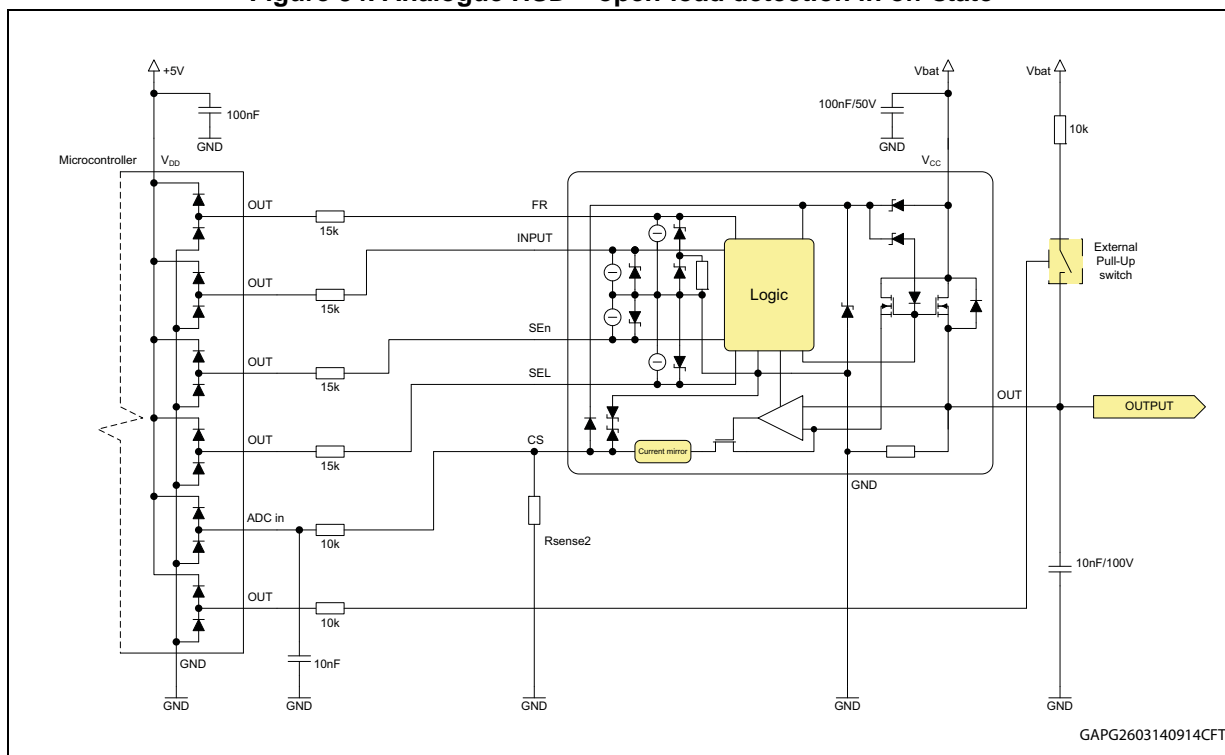 Figure 34. Analogue HSD – open-load detection in off-state
+5V
100nF
GND
Vbat
100nF/50V
GND
Vbat
10k
Microcontroller
VDD
VCC
OUT
15k
FR
INPUT
OUT
15k
SEn
OUT
15k
SEL
OUT
15k
Logic
External
Pull-Up
switch
OUT
OUTPUT
CS
Current mirror
GND
ADC in
10k
Rsense2
10nF/100V
OUT
10k
GND
10nF
GND
GND
GND
GND
GND
GAPG2603140914CFT